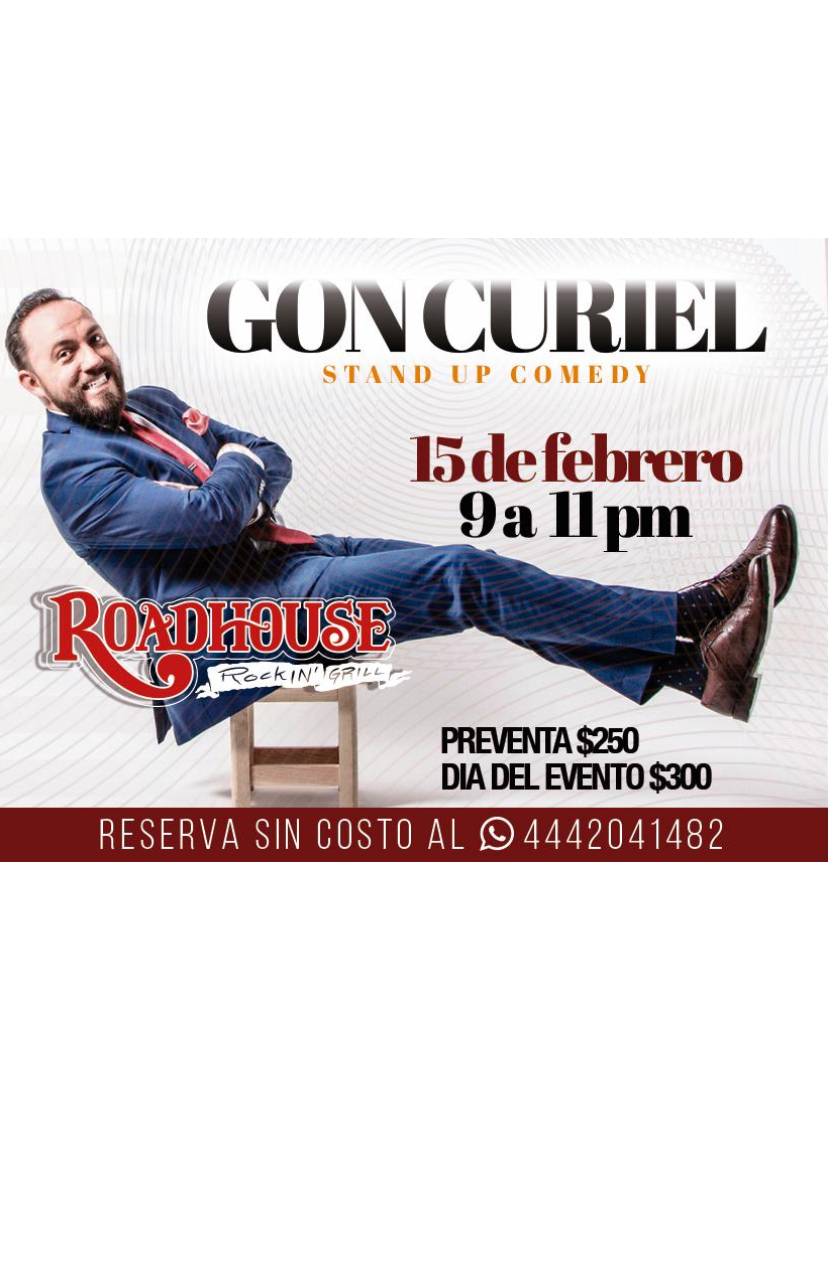 GON CURIEL
STAND UP COMEDY
15 de febrero
9 a 11 pm
ROADHOUSE
ROCKIN' GRILL
PREVENTA $250
DIA DEL EVENTO $300
RESERVA SIN COSTO AL 4442041482